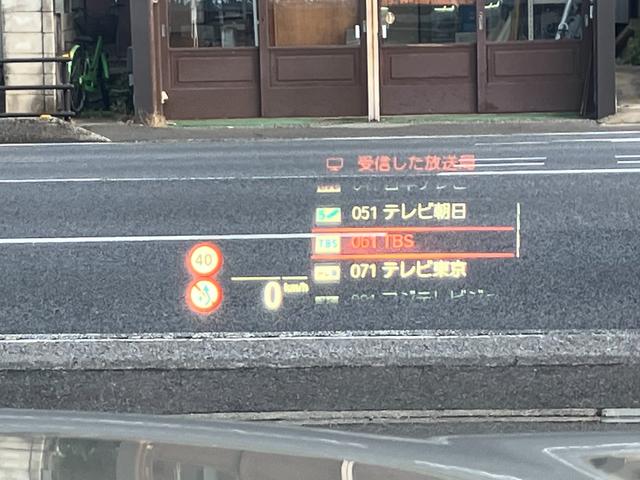 受信した放送局
051 テレビ朝日
TBS 061 TBS
40
071 テレビ東京
0 km/h